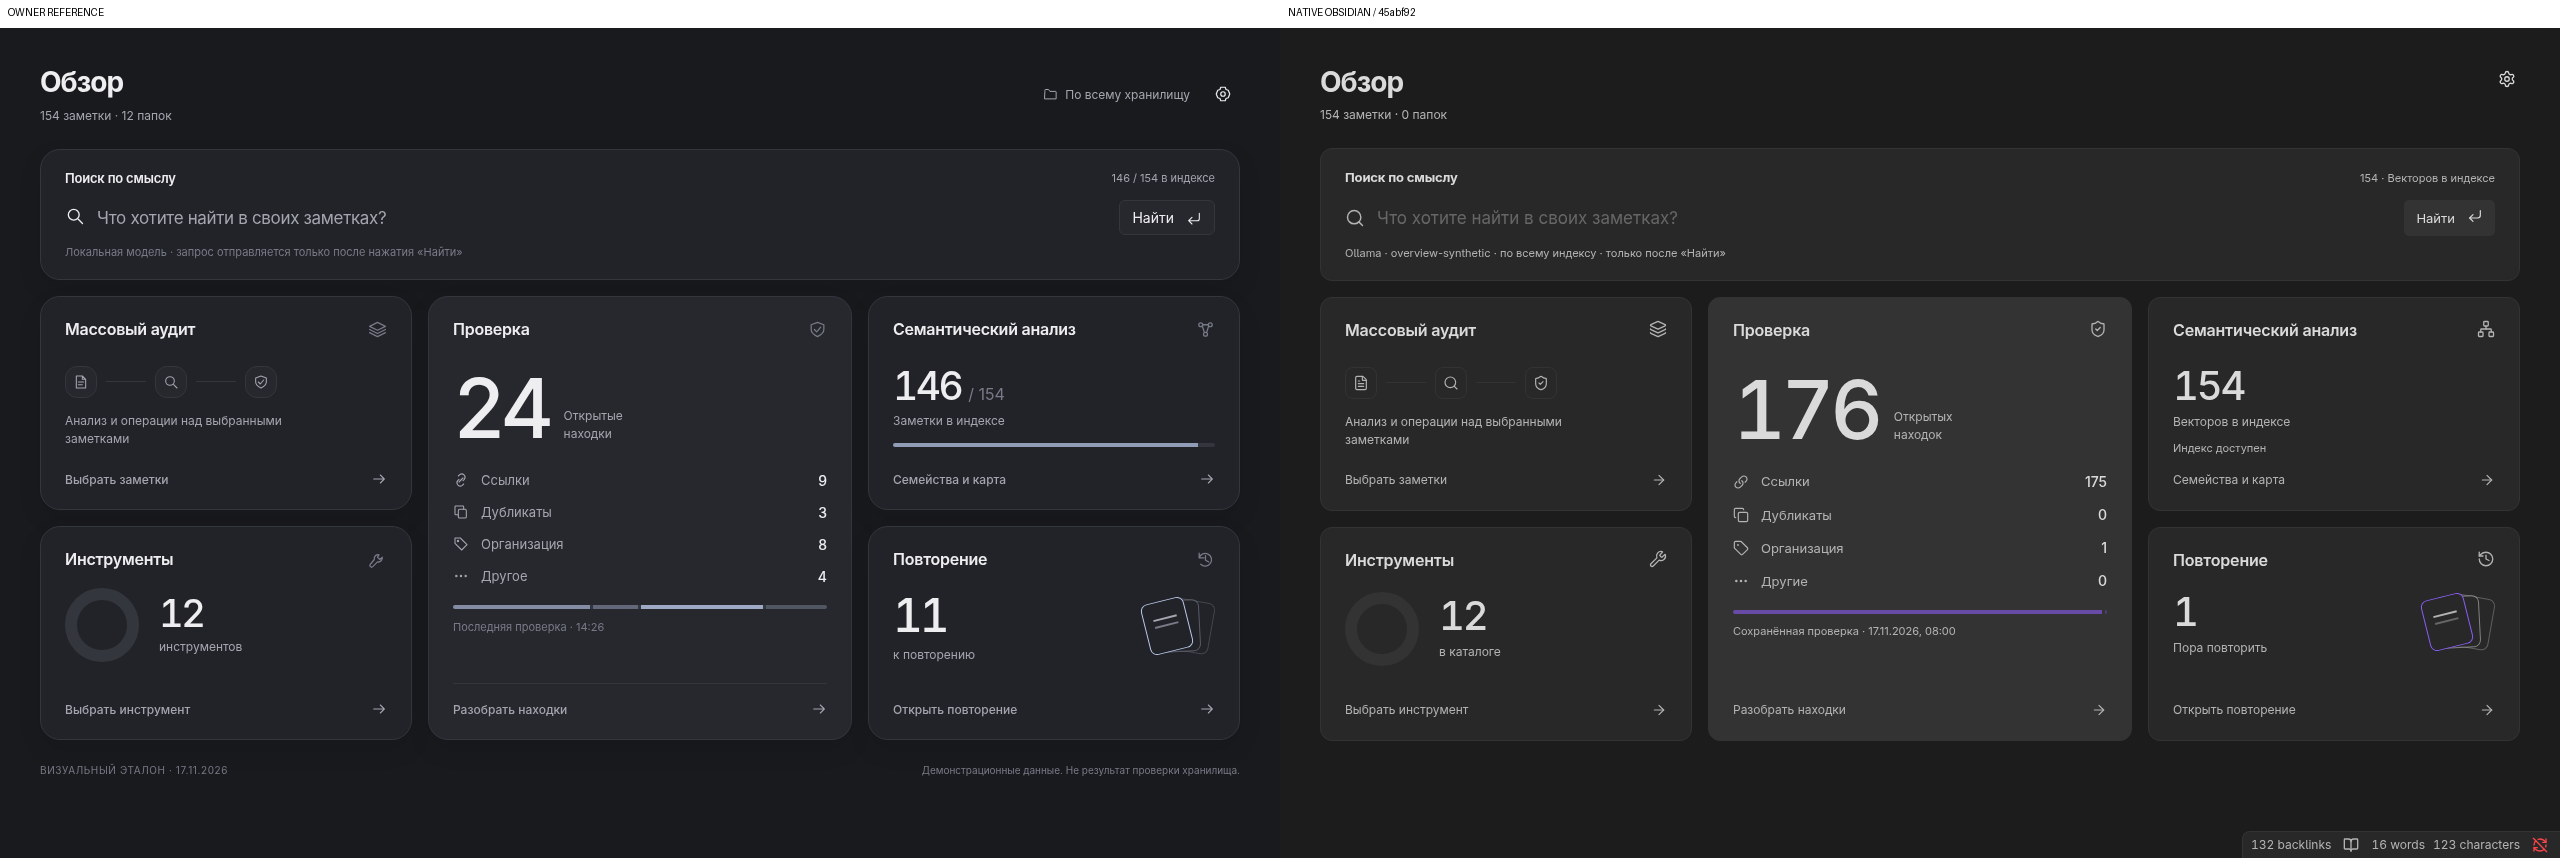 OWNER REFERENCE
Обзор
154 заметки · 12 папок
По всему хранилищу
Поиск по смыслу
146 / 154 в индексе
Что хотите найти в своих заметках?
Найти
Локальная модель · запрос отправляется только после нажатия «Найти»
Массовый аудит
Анализ и операции над выбранными
заметками
Выбрать заметки
Проверка
24
Открытые
находки
Ссылки 9
Дубликаты 3
Организация 8
Другое 4
Последняя проверка · 14:26
Разобрать находки
Семантический анализ
146 / 154
Заметки в индексе
Семейства и карта
Инструменты
12
инструментов
Выбрать инструмент
Повторение
11
к повторению
Открыть повторение
ВИЗУАЛЬНЫЙ ЭТАЛОН · 17.11.2026
Демонстрационные данные. Не результат проверки хранилища.
NATIVE OBSIDIAN / 45abf92
Обзор
154 заметки · 0 папок
Поиск по смыслу
154 · Векторов в индексе
Что хотите найти в своих заметках?
Найти
Ollama · overview-synthetic · по всему индексу · только после «Найти»
Массовый аудит
Анализ и операции над выбранными
заметками
Выбрать заметки
Проверка
176
Открытых
находок
Ссылки 175
Дубликаты 0
Организация 1
Другие 0
Сохранённая проверка · 17.11.2026, 08:00
Разобрать находки
Семантический анализ
154
Векторов в индексе
Индекс доступен
Семейства и карта
Инструменты
12
в каталоге
Выбрать инструмент
Повторение
1
Пора повторить
Открыть повторение
132 backlinks 16 words 123 characters